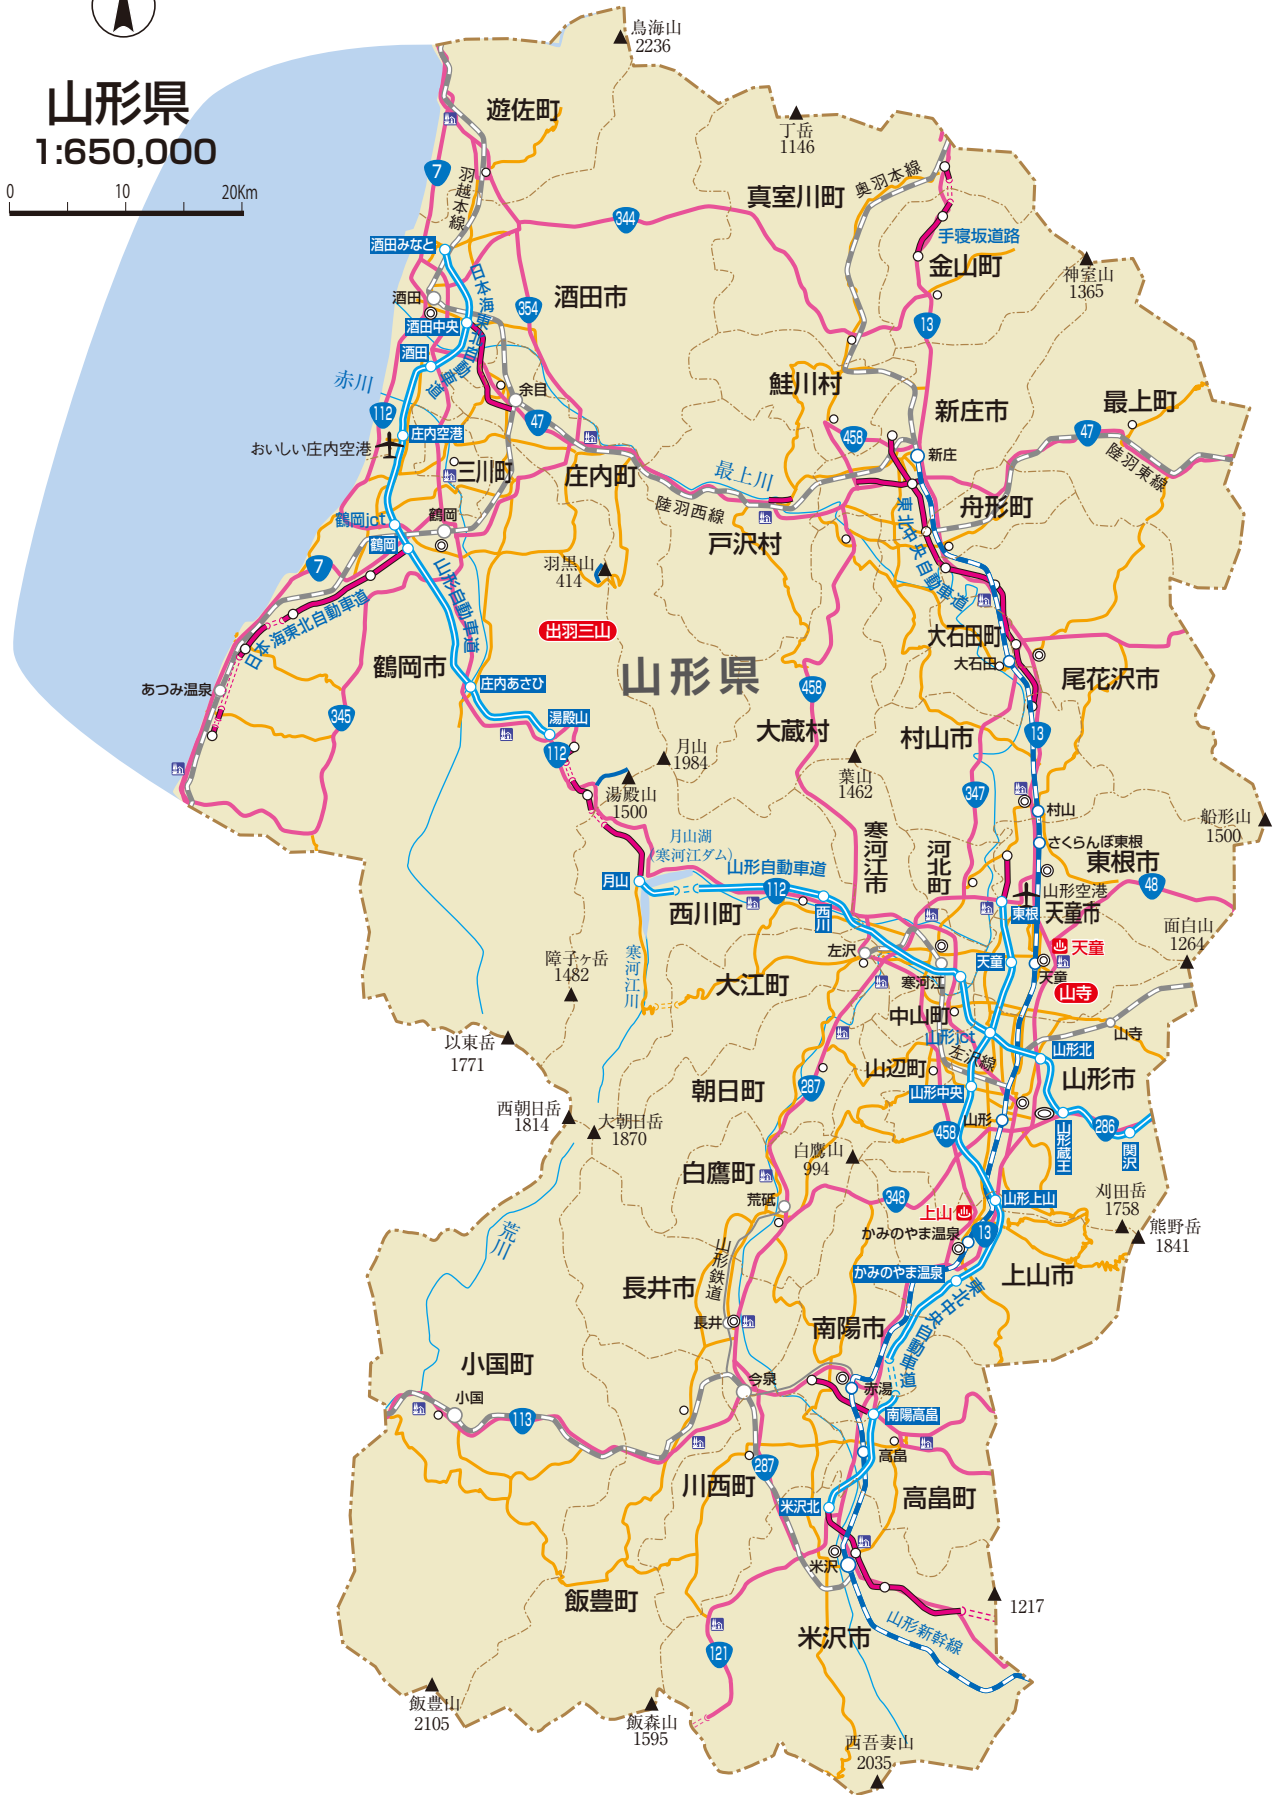 山形県
1:650,000
0 10 20Km
鳥海山
2236
遊佐町
丁岳
1146
7
羽越本線
真室川町
奥羽本線
344
手寝坂道路
金山町
神室山
1365
酒田みなと
日本海東北自動車道
酒田
酒田市
354
13
酒田中央
酒田
赤川
鮭川村
余目
新庄市
最上町
112
庄内空港
おいしい庄内空港
47
458
47
新庄
陸羽東線
三川町
庄内町
最上川
陸羽西線
舟形町
鶴岡jct
鶴岡
鶴岡
戸沢村
東北中央自動車道
7
山形自動車道
羽黒山
414
日本海東北自動車道
出羽三山
大石田町
大石田
鶴岡市
山形県
尾花沢市
あつみ温泉
庄内あさひ
458
345
湯殿山
大蔵村
村山市
13
112
月山
1984
葉山
1462
湯殿山
1500
347
村山
船形山
1500
月山湖
(寒河江ダム)
寒河江市
河北町
さくらんぼ東根
東根市
山形自動車道
月山
112
山形空港
48
西川町
西川
東根
天童市
面白山
1264
左沢
天童
天童
寒河江川
障子ヶ岳
1482
大江町
寒河江
天童
山寺
中山町
山形jct
左沢線
山寺
以東岳
1771
山形北
山辺町
山形市
朝日町
287
山形中央
西朝日岳
1814
大朝日岳
1870
山形
458
山形蔵王
286
関沢
白鷹山
994
白鷹町
荒砥
348
刈田岳
1758
山形上山
上山
熊野岳
1841
荒川
かみのやま温泉
13
山形鉄道
かみのやま温泉
上山市
長井市
東北中央自動車道
長井
南陽市
小国町
今泉
小国
赤湯
南陽高畠
113
高畠
287
川西町
米沢北
高畠町
米沢
飯豊町
1217
山形新幹線
米沢市
121
飯豊山
2105
飯森山
1595
西吾妻山
2035